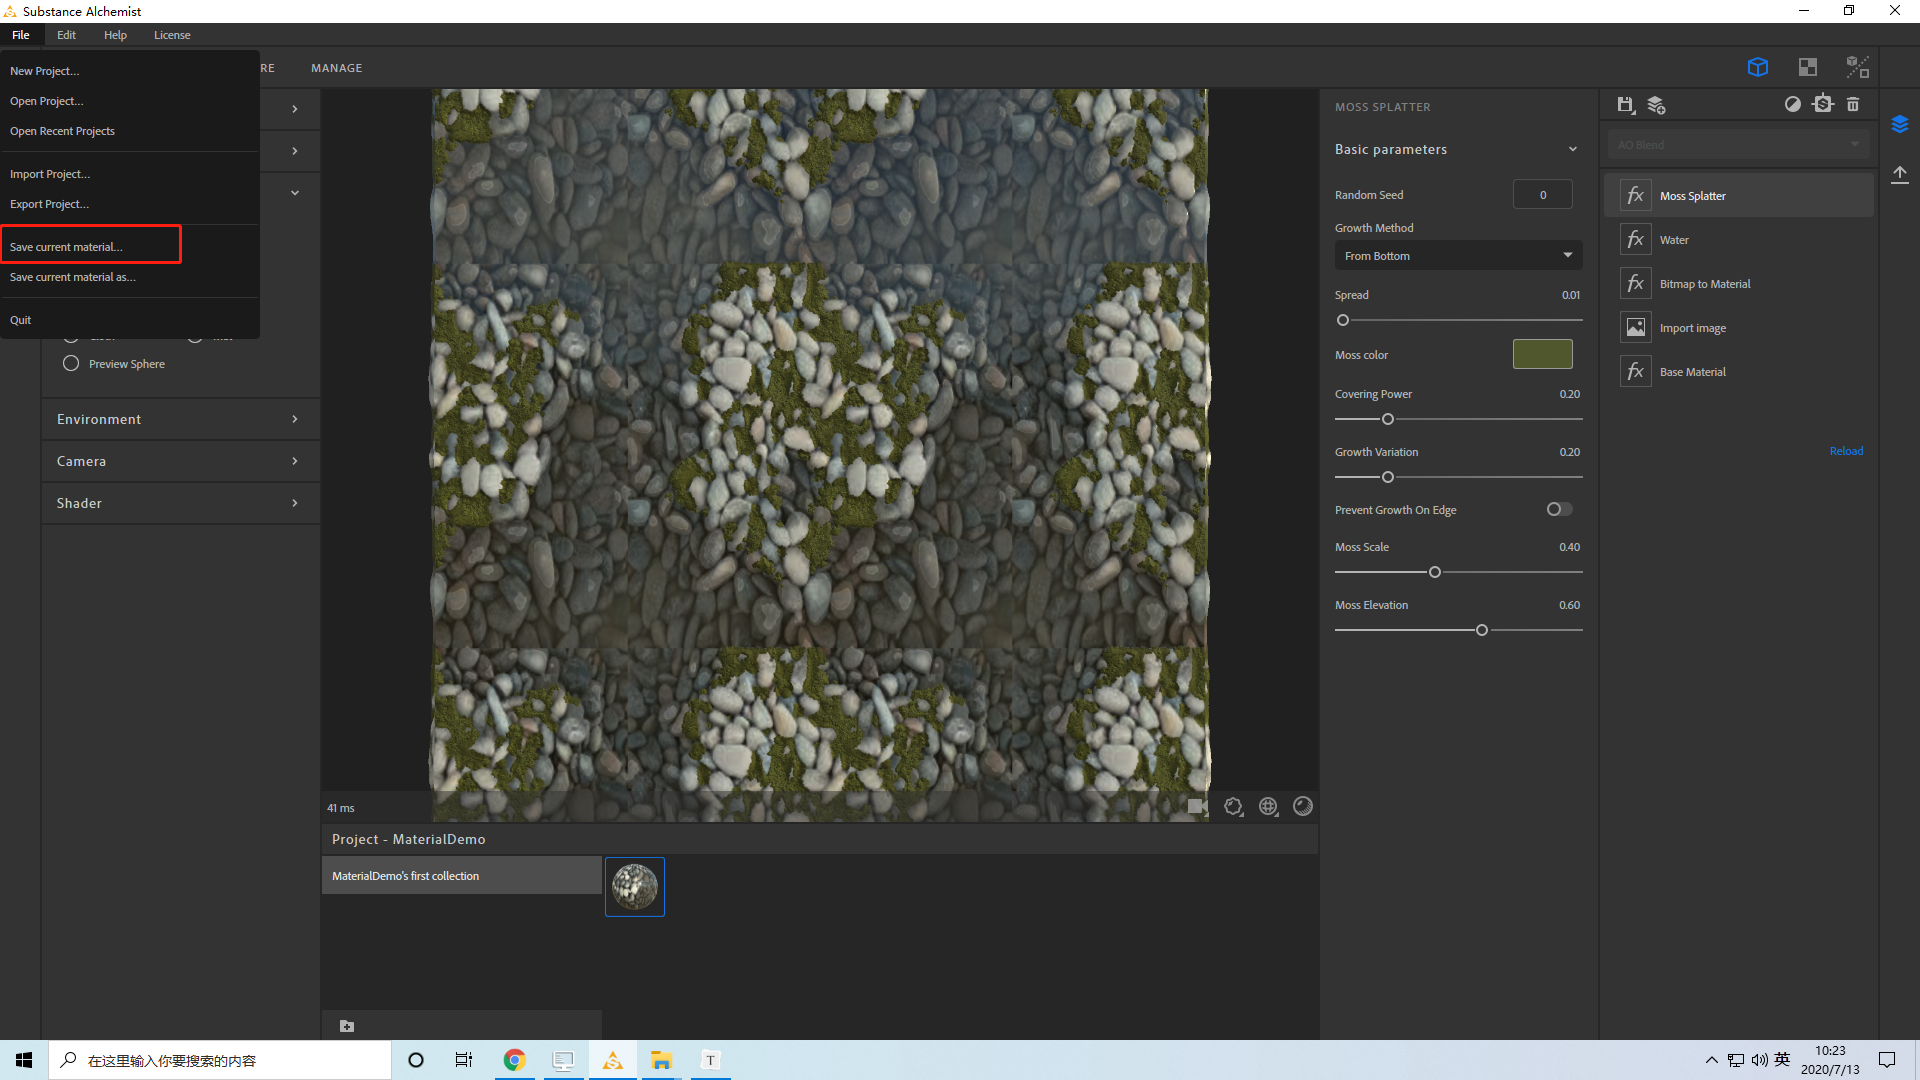 Substance Alchemist
File
Edit
Help
License
New Project...
Open Project...
Open Recent Projects
Import Project...
Export Project...
Save current material...
Save current material as...
Quit
RE
MANAGE
Preview Sphere
Environment
Camera
Shader
41 ms
Project - MaterialDemo
MaterialDemo's first collection
MOSS SPLATTER
Basic parameters
Random Seed
0
Growth Method
From Bottom
Spread
0.01
Moss color
Covering Power
0.20
Growth Variation
0.20
Prevent Growth On Edge
Moss Scale
0.40
Moss Elevation
0.60
AO Blend
fx
Moss Splatter
fx
Water
fx
Bitmap to Material
Import image
fx
Base Material
Reload
在这里输入你要搜索的内容
T
英
10:23
2020/7/13